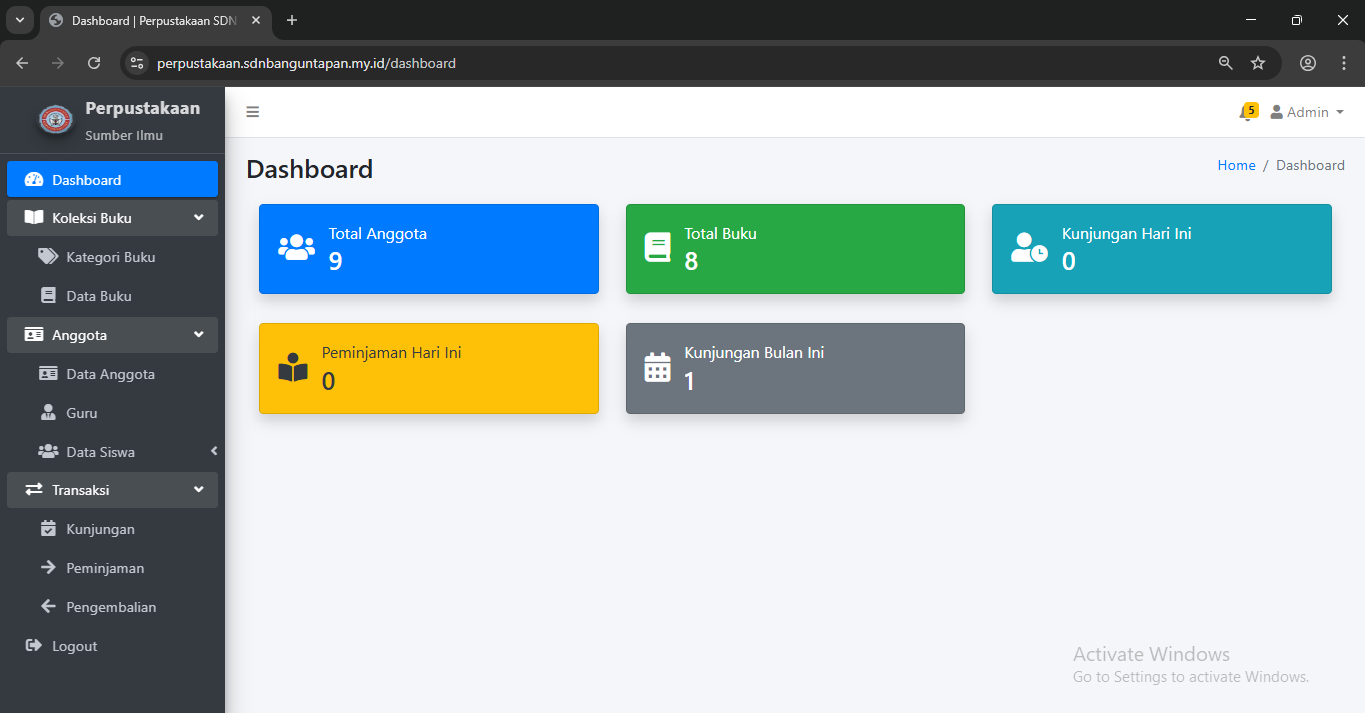 Dashboard | Perpustakaan SDN
perpustakaan.sdnbanguntapan.my.id/dashboard
Perpustakaan
Sumber Ilmu
5
Admin
Dashboard
Koleksi Buku
Kategori Buku
Data Buku
Anggota
Data Anggota
Guru
Data Siswa
Transaksi
Kunjungan
Peminjaman
Pengembalian
Logout
Dashboard
Home / Dashboard
Total Anggota
9
Total Buku
8
Kunjungan Hari Ini
0
Peminjaman Hari Ini
0
Kunjungan Bulan Ini
1
Activate Windows
Go to Settings to activate Windows.